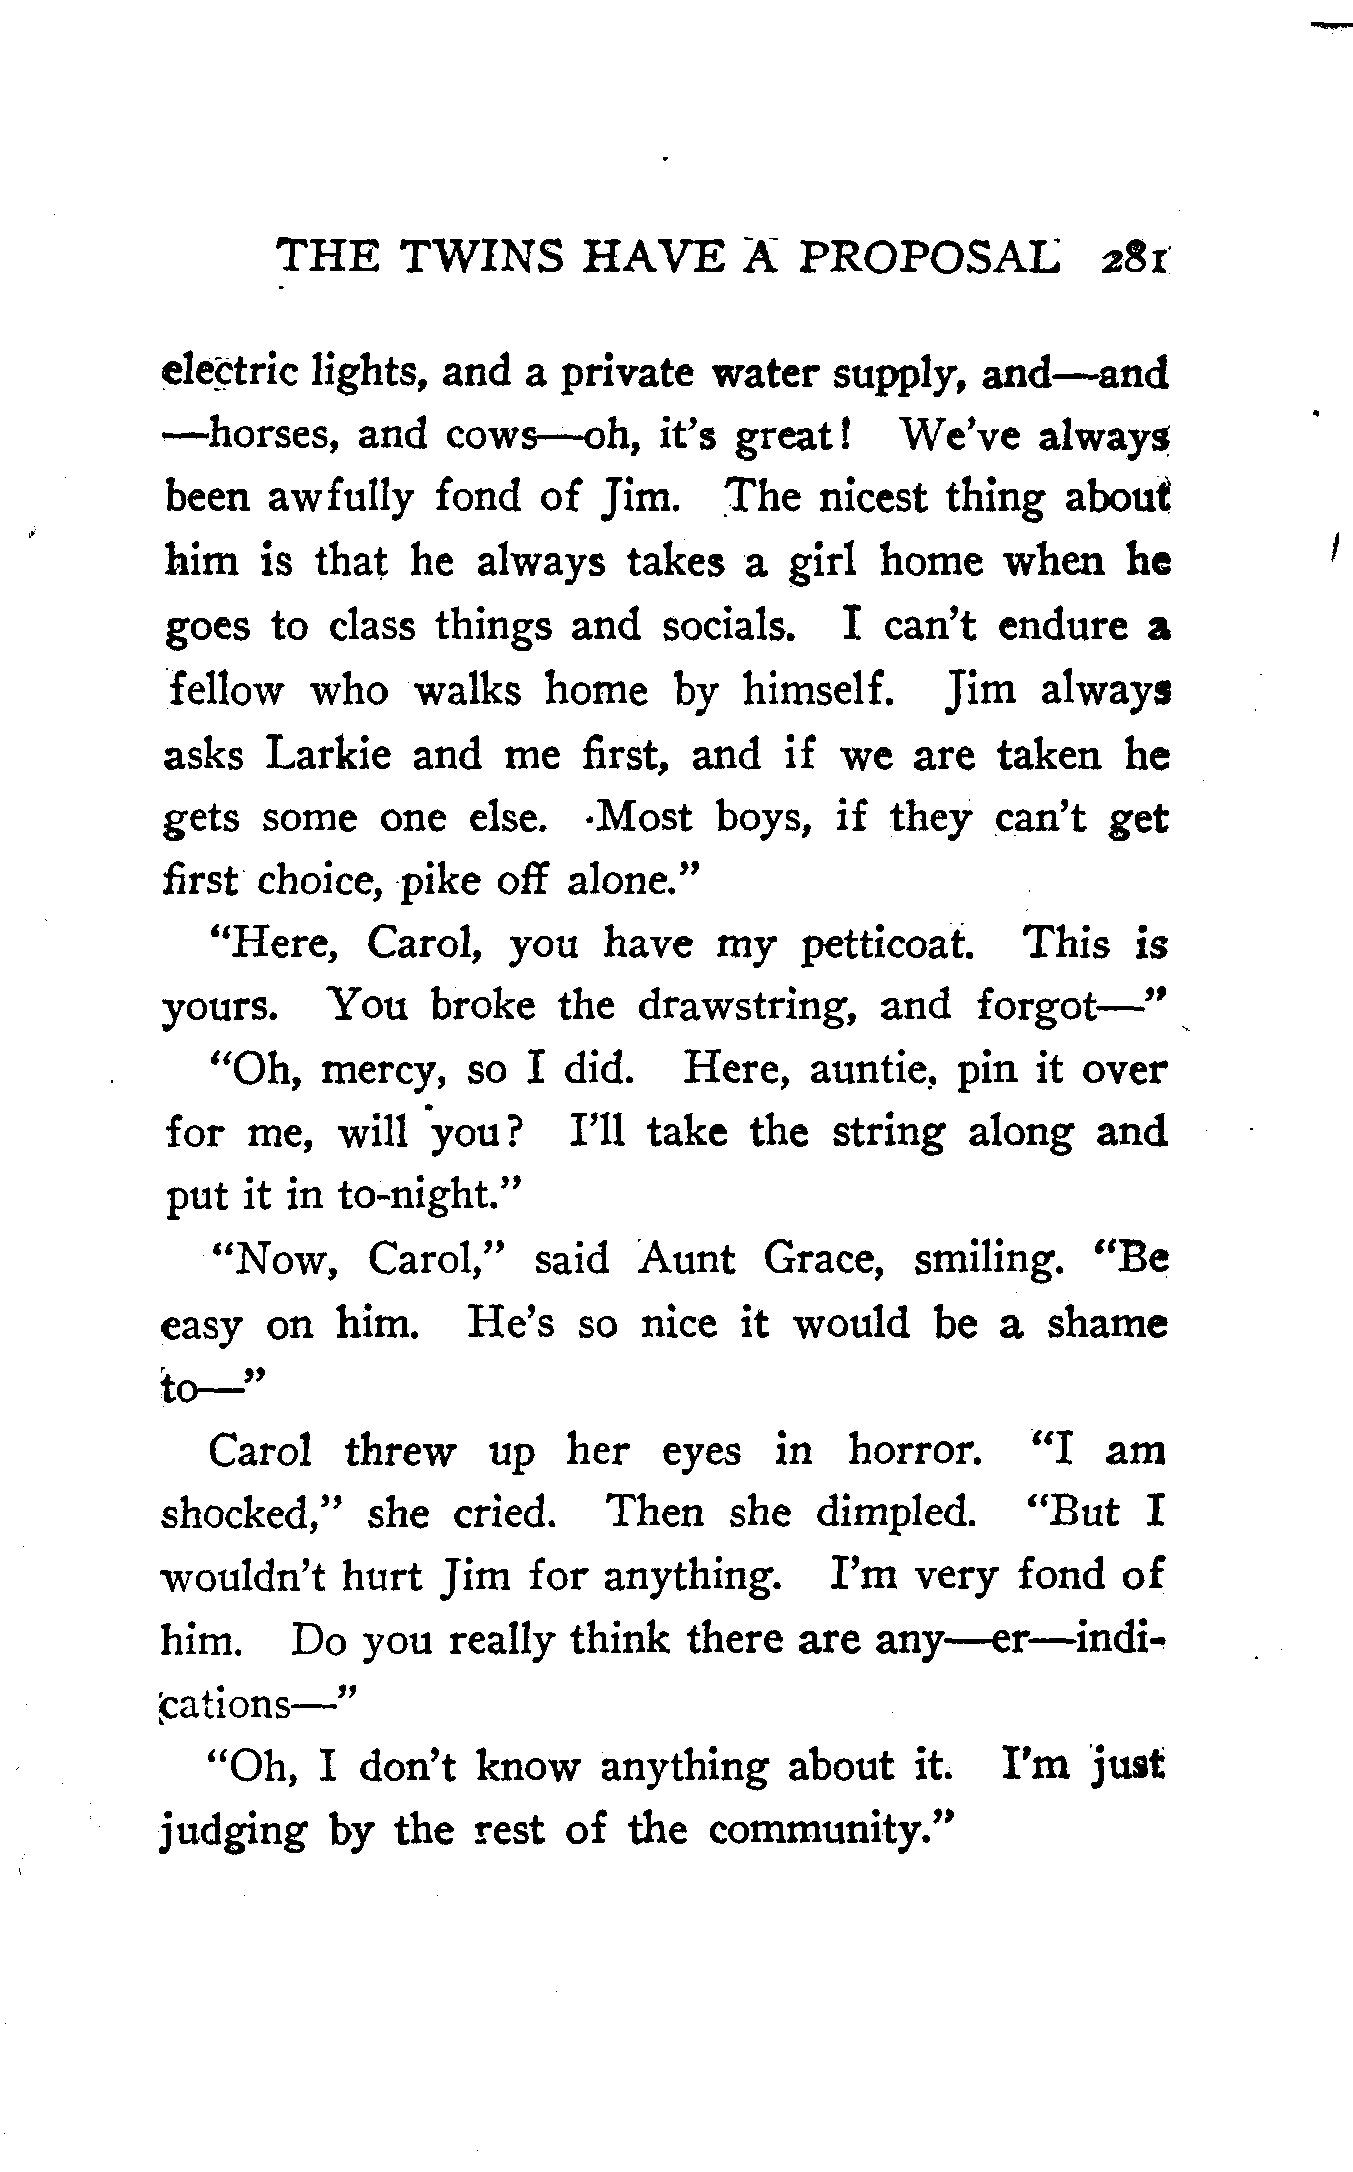 THE TWINS HAVE A PROPOSAL 281
electric lights, and a private water supply, and—and
—horses, and cows—oh, it's great! We've always
been awfully fond of Jim. The nicest thing about
him is that he always takes a girl home when he
goes to class things and socials. I can't endure a
fellow who walks home by himself. Jim always
asks Larkie and me first, and if we are taken he
gets some one else. Most boys, if they can't get
first choice, pike off alone."
"Here, Carol, you have my petticoat. This is
yours. You broke the drawstring, and forgot—"
"Oh, mercy, so I did. Here, auntie, pin it over
for me, will you? I'll take the string along and
put it in to-night."
"Now, Carol," said Aunt Grace, smiling. "Be
easy on him. He's so nice it would be a shame
to—"
Carol threw up her eyes in horror. "I am
shocked," she cried. Then she dimpled. "But I
wouldn't hurt Jim for anything. I'm very fond of
him. Do you really think there are any—er—indi-
cations—"
"Oh, I don't know anything about it. I'm just
judging by the rest of the community."